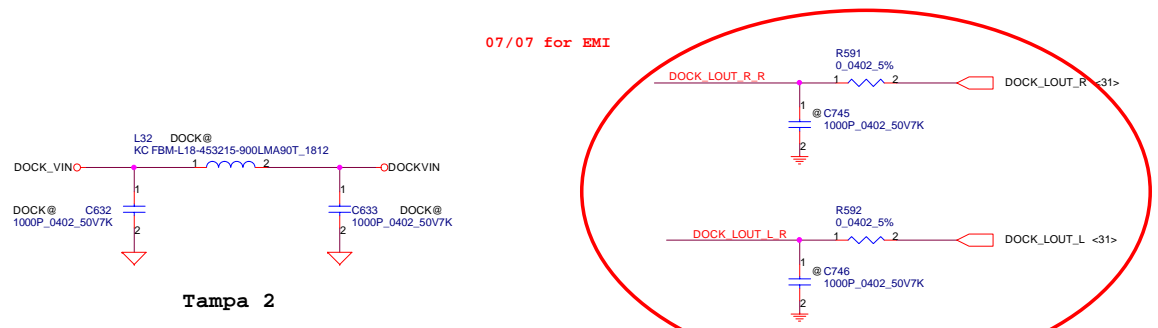 07/07 for EMI
R591
0_0402_5%
DOCK_LOUT_R_R
1 2
DOCK_LOUT_R <31>
1
@ C745
1000P_0402_50V7K
2
L32 DOCK@
KC FBM-L18-453215-900LMA90T_1812
DOCK_VIN
1 2
DOCKVIN
1
DOCK@ C632
1000P_0402_50V7K
2
1
C633 DOCK@
1000P_0402_50V7K
2
R592
0_0402_5%
DOCK_LOUT_L_R
1 2
DOCK_LOUT_L <31>
1
@ C746
1000P_0402_50V7K
2
Tampa 2